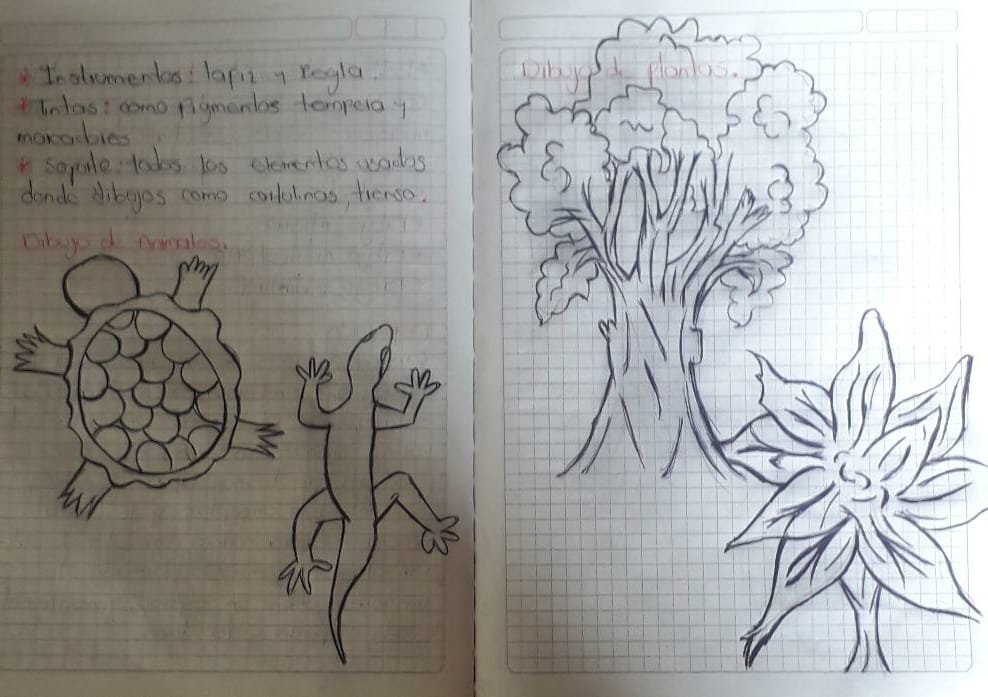 * Instrumentos: lapiz y Regla.
* Tintas: como pigmentos tempera y
marcadores
* Soporte: todos los elementos usados
donde dibujos como cartulinas, lienso.
Dibujo de Animales.
Dibujo de plantas.